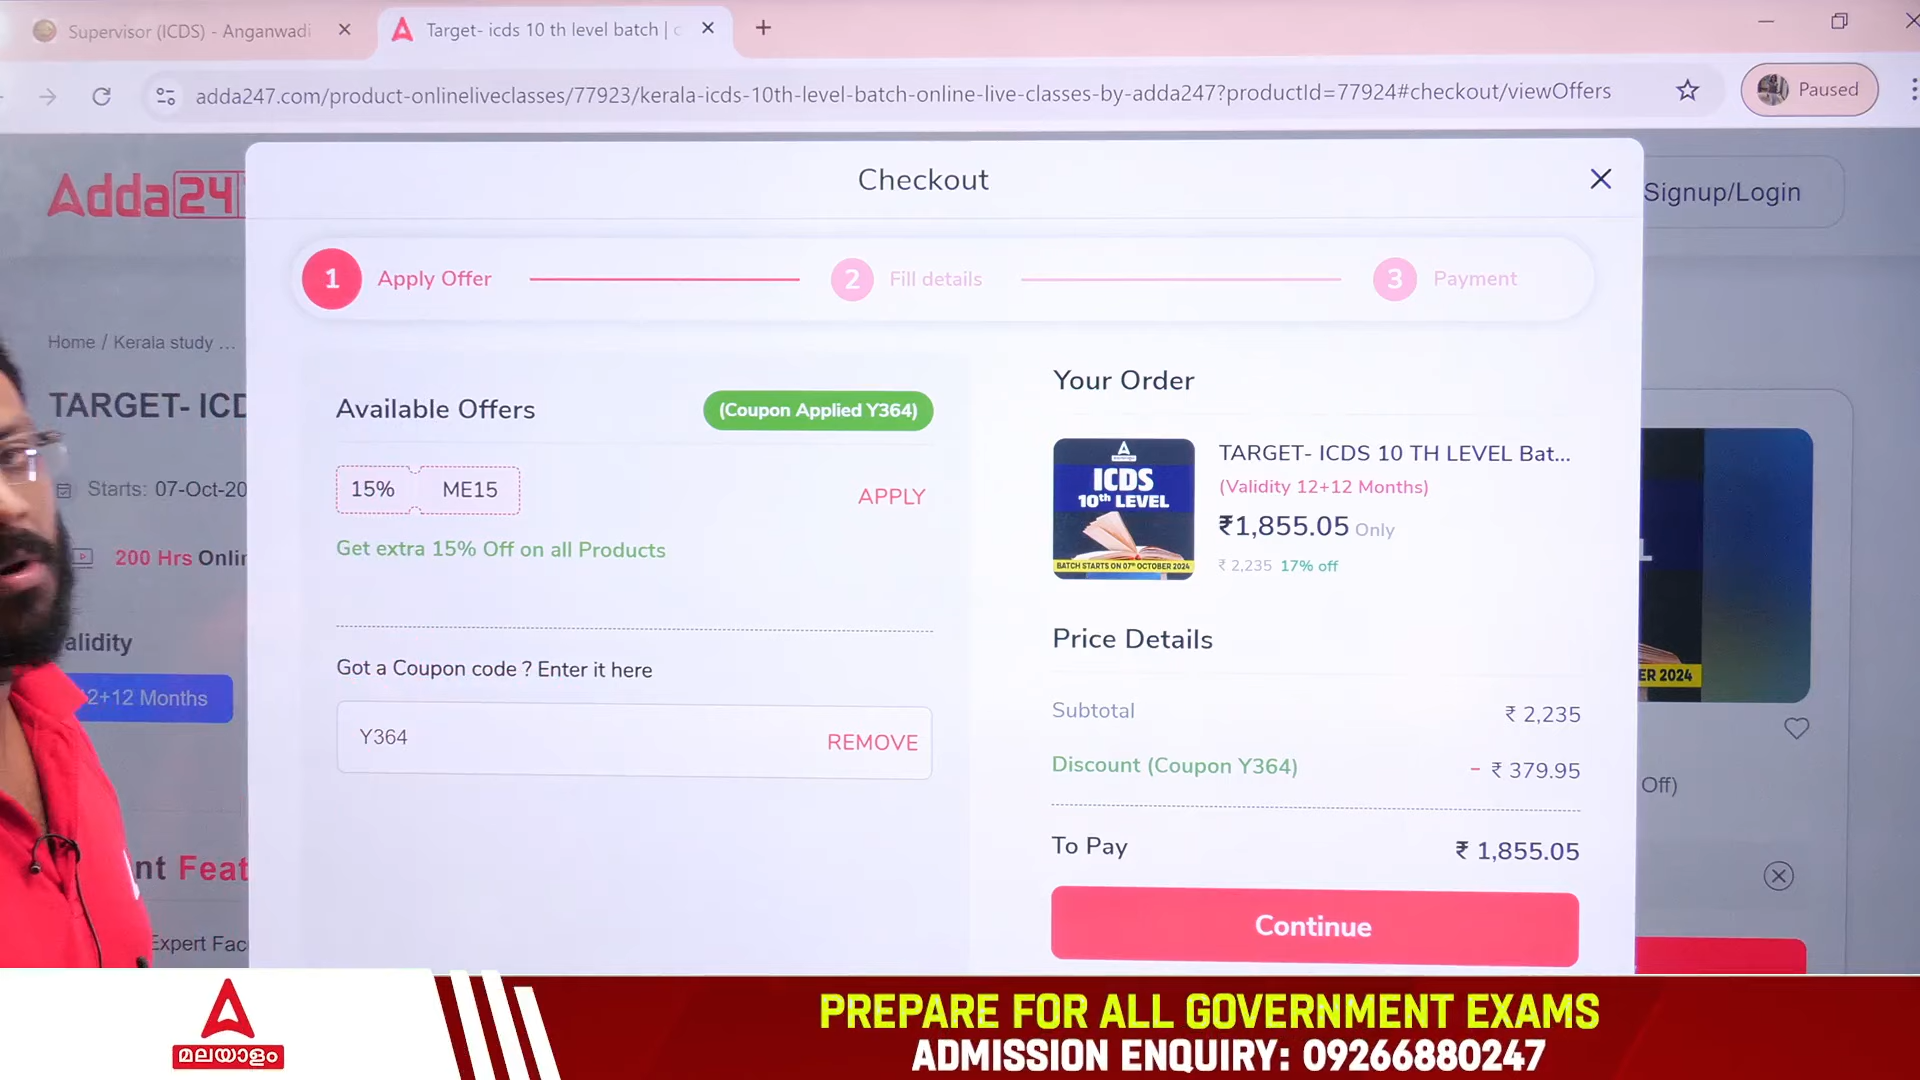 Supervisor (ICDS) - Anganwadi
Target- icds 10 th level batch |
adda247.com/product-onlineliveclasses/77923/kerala-icds-10th-level-batch-online-live-classes-by-adda247?productId=77924#checkout/viewOffers
Paused
Adda24
Checkout
Signup/Login
1 Apply Offer
2 Fill details
3 Payment
Home / Kerala study ...
TARGET- ICD
Starts: 07-Oct-20
200 Hrs Onlin
alidity
2+12 Months
nt Feat
Expert Fac
Available Offers
(Coupon Applied Y364)
15% ME15
APPLY
Get extra 15% Off on all Products
Got a Coupon code ? Enter it here
Y364
REMOVE
Your Order
ICDS
10th LEVEL
BATCH STARTS ON 07th OCTOBER 2024
TARGET- ICDS 10 TH LEVEL Bat...
(Validity 12+12 Months)
₹1,855.05 Only
₹ 2,235 17% off
Price Details
Subtotal ₹ 2,235
Discount (Coupon Y364) - ₹ 379.95
To Pay ₹ 1,855.05
Continue
ER 2024
Off)
മലയാളം
PREPARE FOR ALL GOVERNMENT EXAMS
ADMISSION ENQUIRY: 09266880247